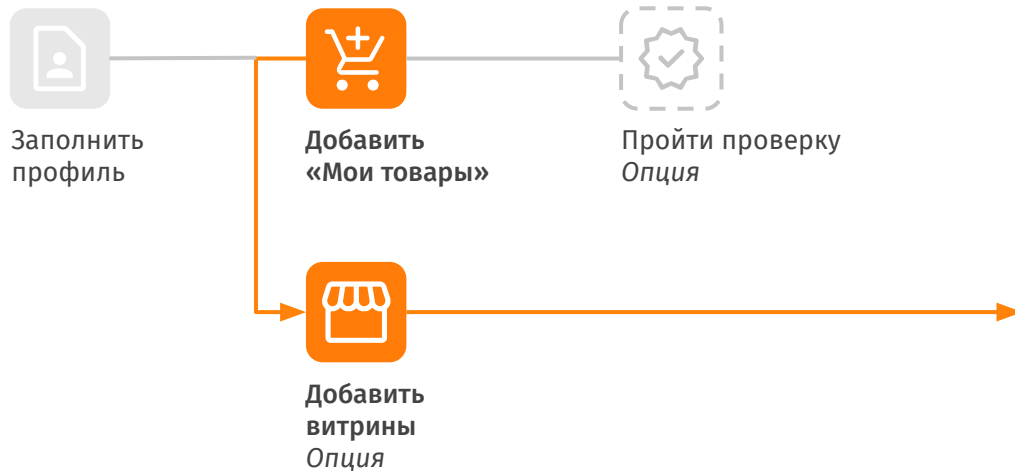 Заполнить
профиль
Добавить
«Мои товары»
Пройти проверку
Опция
Добавить
витрины
Опция